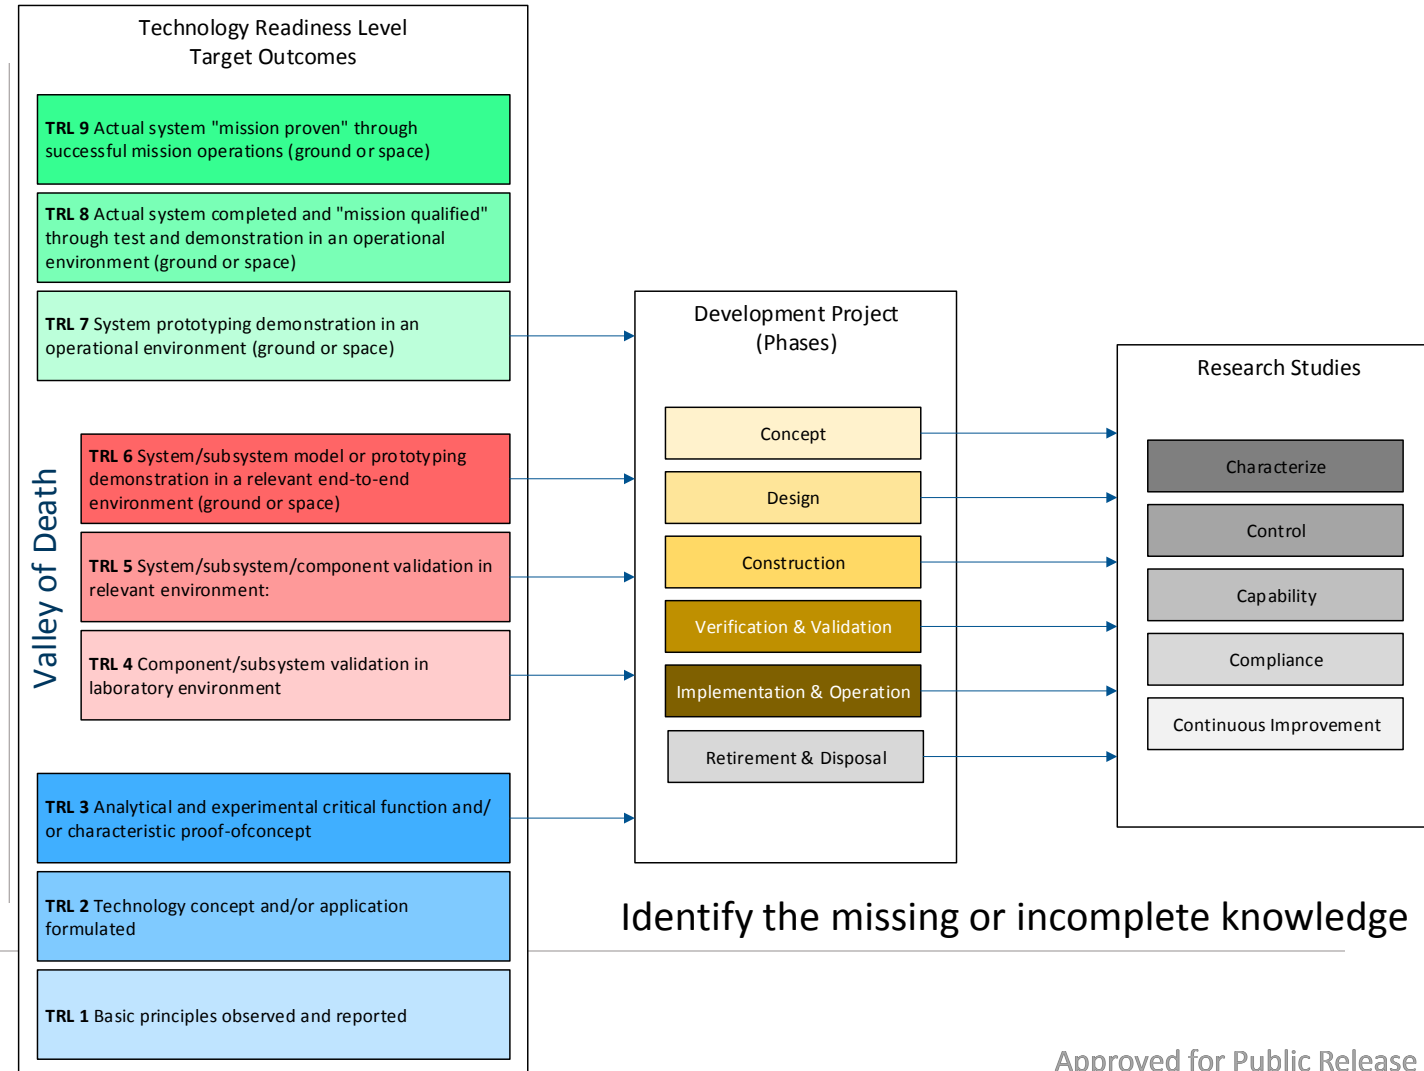 Technology Readiness Level
Target Outcomes
TRL 9 Actual system "mission proven" through
successful mission operations (ground or space)
TRL 8 Actual system completed and "mission qualified"
through test and demonstration in an operational
environment (ground or space)
TRL 7 System prototyping demonstration in an
operational environment (ground or space)
Valley of Death
TRL 6 System/subsystem model or prototyping
demonstration in a relevant end-to-end
environment (ground or space)
TRL 5 System/subsystem/component validation in
relevant environment:
TRL 4 Component/subsystem validation in
laboratory environment
TRL 3 Analytical and experimental critical function and/
or characteristic proof-ofconcept
TRL 2 Technology concept and/or application
formulated
TRL 1 Basic principles observed and reported
Development Project
(Phases)
Concept
Design
Construction
Verification & Validation
Implementation & Operation
Retirement & Disposal
Research Studies
Characterize
Control
Capability
Compliance
Continuous Improvement
Identify the missing or incomplete knowledge
Approved for Public Release